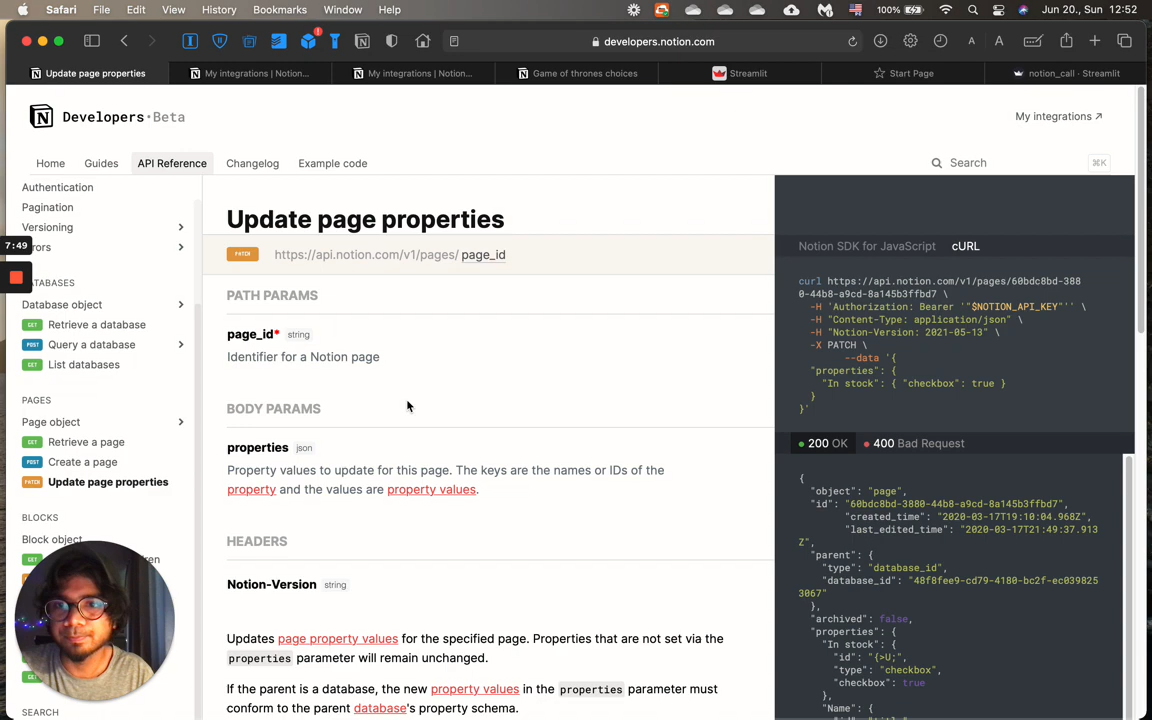 Safari File Edit View History Bookmarks Window Help 100% Jun 20., Sun 12:52
developers.notion.com
Update page properties My integrations | Notion... My integrations | Notion... Game of thrones choices Streamlit Start Page notion_call · Streamlit
Developers·Beta My integrations ↗
Home Guides API Reference Changelog Example code Search ⌘K
Authentication
Pagination
Versioning
7:49
rors
ATABASES
Database object
GET Retrieve a database
POST Query a database
GET List databases
PAGES
Page object
GET Retrieve a page
POST Create a page
PATCH Update page properties
BLOCKS
Block object
ren
SEARCH
Update page properties
PATCH https://api.notion.com/v1/pages/ page_id
PATH PARAMS
page_id* string
Identifier for a Notion page
BODY PARAMS
properties json
Property values to update for this page. The keys are the names or IDs of the
property and the values are property values.
HEADERS
Notion-Version string
Updates page property values for the specified page. Properties that are not set via the
properties parameter will remain unchanged.
If the parent is a database, the new property values in the properties parameter must
conform to the parent database's property schema.
Notion SDK for JavaScript cURL
curl https://api.notion.com/v1/pages/60bdc8bd-388
0-44b8-a9cd-8a145b3ffbd7 \
-H 'Authorization: Bearer '"$NOTION_API_KEY"'' \
-H "Content-Type: application/json" \
-H "Notion-Version: 2021-05-13" \
-X PATCH \
--data '{
"properties": {
"In stock": { "checkbox": true }
}
}'
200 OK 400 Bad Request
{
"object": "page",
"id": "60bdc8bd-3880-44b8-a9cd-8a145b3ffbd7",
"created_time": "2020-03-17T19:10:04.968Z",
"last_edited_time": "2020-03-17T21:49:37.913
Z",
"parent": {
"type": "database_id",
"database_id": "48f8fee9-cd79-4180-bc2f-ec039825
3067"
},
"archived": false,
"properties": {
"In stock": {
"id": "{>U;",
"type": "checkbox",
"checkbox": true
},
"Name": {